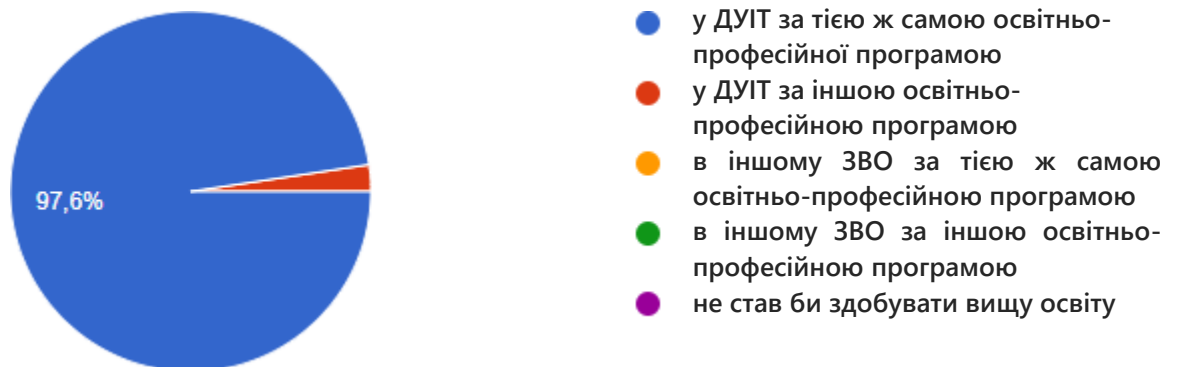 97,6%
у ДУІТ за тією ж самою освітньо-
професійної програмою
у ДУІТ за іншою освітньо-
професійною програмою
в іншому ЗВО за тією ж самою
освітньо-професійною програмою
в іншому ЗВО за іншою освітньо-
професійною програмою
не став би здобувати вищу освіту